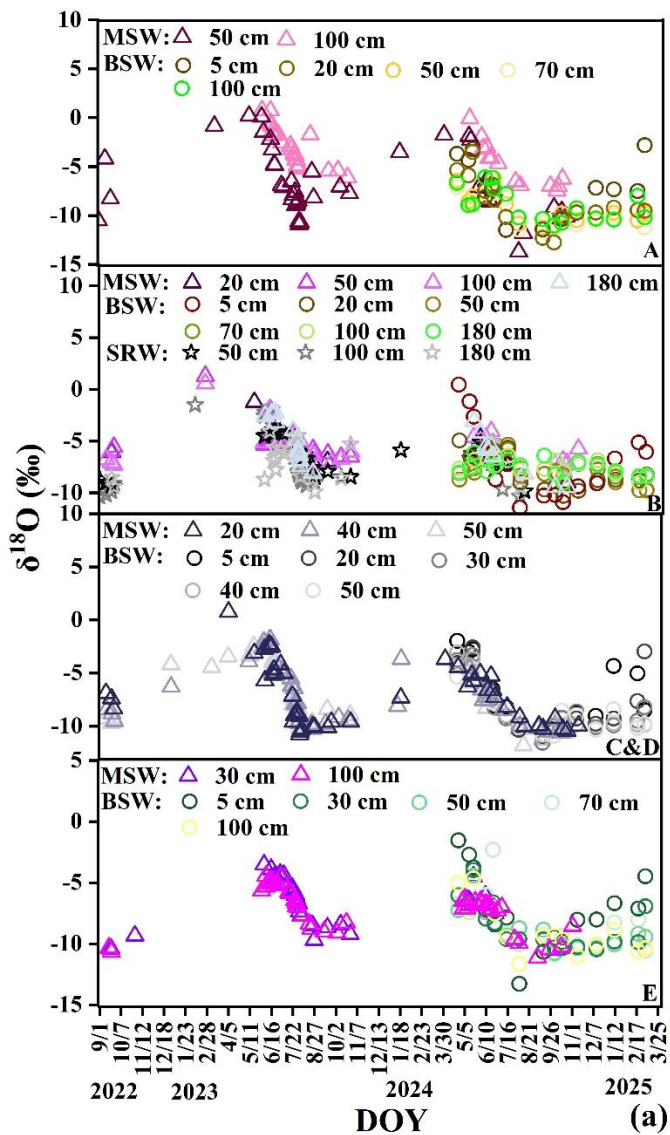 10
MSW: 50 cm 100 cm
BSW: 5 cm 20 cm 50 cm 70 cm
100 cm
5
0
-5
-10
-15
A
10
MSW: 20 cm 50 cm 100 cm 180 cm
BSW: 5 cm 20 cm 50 cm
70 cm 100 cm 180 cm
SRW: 50 cm 100 cm 180 cm
5
0
-5
-10
B
10
MSW: 20 cm 40 cm 50 cm
BSW: 5 cm 20 cm 30 cm
40 cm 50 cm
5
0
-5
-10
C&D
5
MSW: 30 cm 100 cm
BSW: 5 cm 30 cm 50 cm 70 cm
100 cm
0
-5
-10
-15
E
δ18O (‰)
9/1 10/7 11/12 12/18 1/23 2/28 4/5 5/11 6/16 7/22 8/27 10/2 11/7 12/13 1/18 2/23 3/30 5/5 6/10 7/16 8/21 9/26 11/1 12/7 1/12 2/17 3/25
2022 2023 2024 2025
DOY
(a)